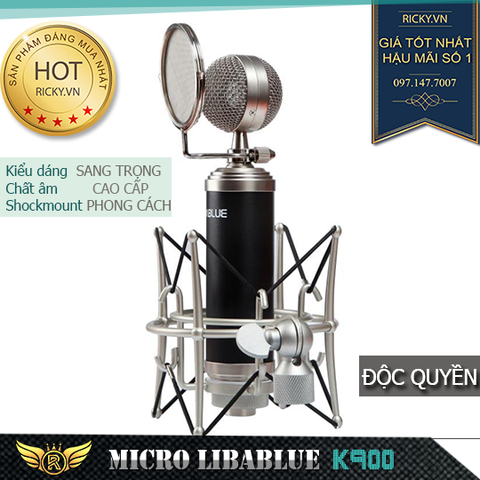 SẢN PHẨM ĐÁNG MUA NHẤT
HOT
RICKY.VN
RICKY.VN
GIÁ TỐT NHẤT
HẬU MÃI SỐ 1
097.147.7007
Kiểu dáng SANG TRỌNG
Chất âm CAO CẤP
Shockmount PHONG CÁCH
BLUE
ĐỘC QUYỀN
R
MICRO LIBABLUE K900